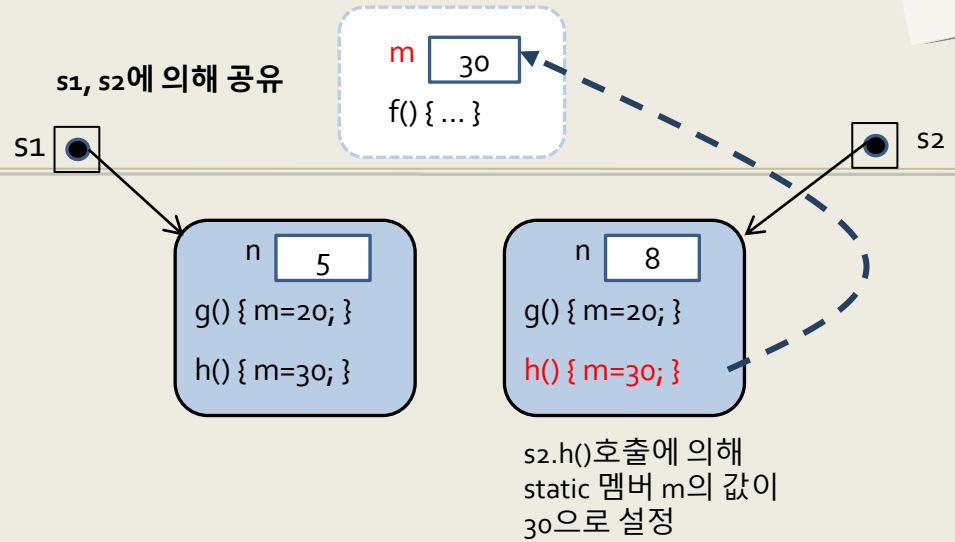 m 30
s1, s2에 의해 공유
f() { … }
s1
s2
n 5
g() { m=20; }
h() { m=30; }
n 8
g() { m=20; }
h() { m=30; }
s2.h()호출에 의해
static 멤버 m의 값이
30으로 설정